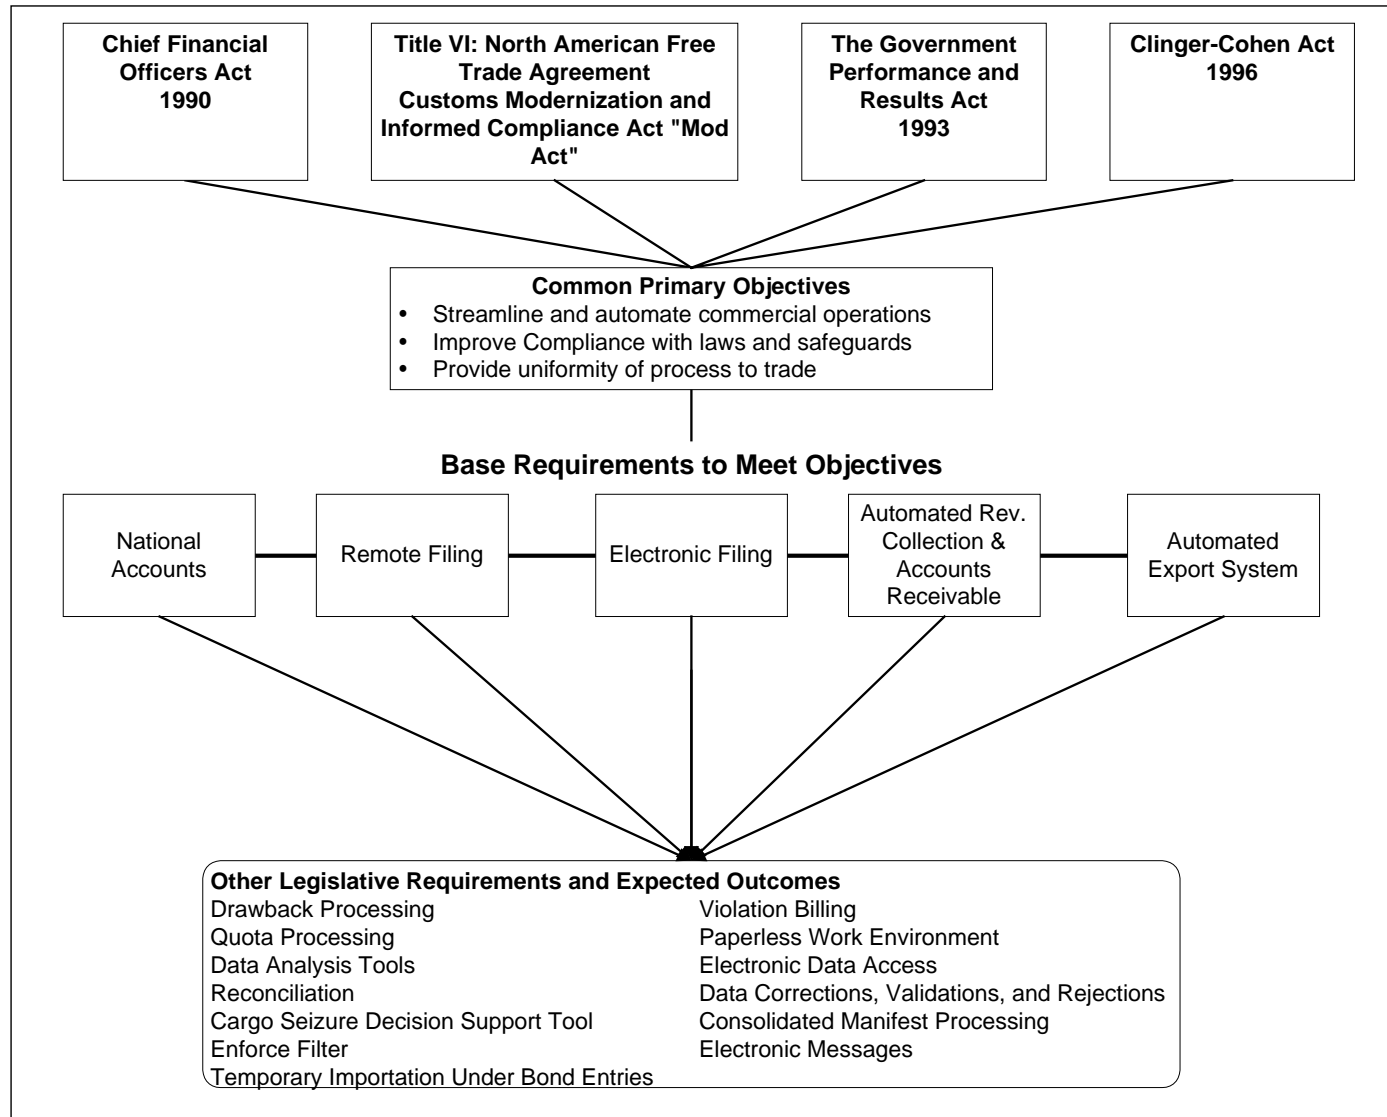 Chief Financial
Officers Act
1990
Title VI: North American Free
Trade Agreement
Customs Modernization and
Informed Compliance Act "Mod
Act"
The Government
Performance and
Results Act
1993
Clinger-Cohen Act
1996
Common Primary Objectives
• Streamline and automate commercial operations
• Improve Compliance with laws and safeguards
• Provide uniformity of process to trade
Base Requirements to Meet Objectives
National
Accounts
Remote Filing
Electronic Filing
Automated Rev.
Collection &
Accounts
Receivable
Automated
Export System
Other Legislative Requirements and Expected Outcomes
Drawback Processing
Quota Processing
Data Analysis Tools
Reconciliation
Cargo Seizure Decision Support Tool
Enforce Filter
Temporary Importation Under Bond Entries
Violation Billing
Paperless Work Environment
Electronic Data Access
Data Corrections, Validations, and Rejections
Consolidated Manifest Processing
Electronic Messages